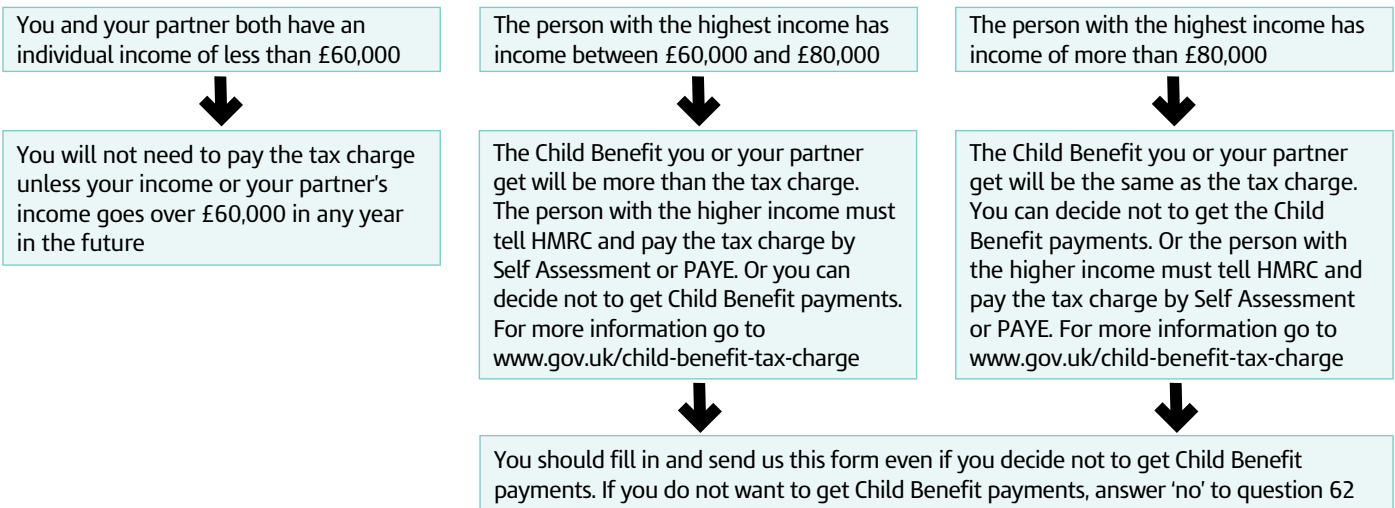 You and your partner both have an
individual income of less than £60,000
The person with the highest income has
income between £60,000 and £80,000
The person with the highest income has
income of more than £80,000
You will not need to pay the tax charge
unless your income or your partner's
income goes over £60,000 in any year
in the future
The Child Benefit you or your partner
get will be more than the tax charge.
The person with the higher income must
tell HMRC and pay the tax charge by
Self Assessment or PAYE. Or you can
decide not to get Child Benefit payments.
For more information go to
www.gov.uk/child-benefit-tax-charge
The Child Benefit you or your partner
get will be the same as the tax charge.
You can decide not to get the Child
Benefit payments. Or the person with
the higher income must tell HMRC and
pay the tax charge by Self Assessment
or PAYE. For more information go to
www.gov.uk/child-benefit-tax-charge
You should fill in and send us this form even if you decide not to get Child Benefit
payments. If you do not want to get Child Benefit payments, answer ‘no’ to question 62